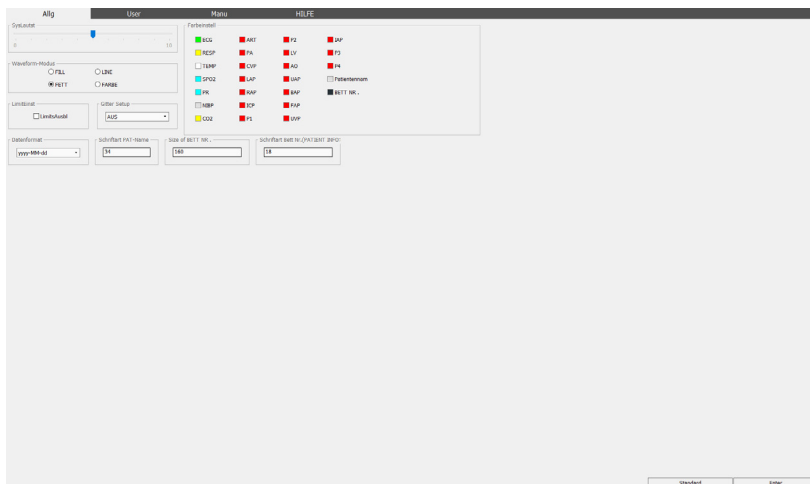 Allg User Manu HILFE
SysLautst
0 10
Waveform-Modus
FILL LINE
FETT FARBE
LimitsInst Gitter Setup
LimitsAusbl AUS
Farbeinstell
ECG ART P2 IAP
RESP PA LV P3
TEMP CVP AO P4
SPO2 LAP UAP Patientennam
PR RAP BAP BETT NR .
NIBP ICP FAP
CO2 P1 UVP
Datenformat Schriftart PAT-Name Size of BETT NR . Schriftart Bett Nr.(PATIENT INFO)
yyyy-MM-dd 34 160 18
Standard Enter